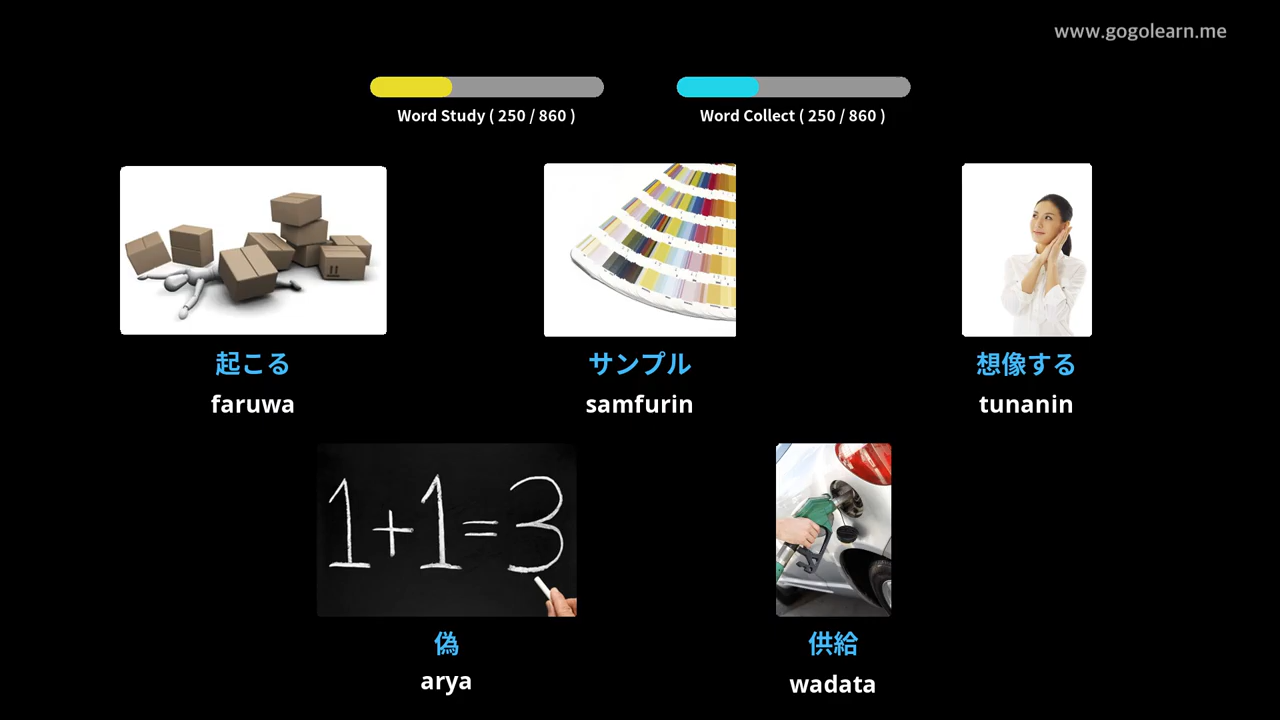 www.gogolearn.me
Word Study ( 250 / 860 )
Word Collect ( 250 / 860 )
起こる
faruwa
サンプル
samfurin
想像する
tunanin
1+1=3
偽
arya
供給
wadata